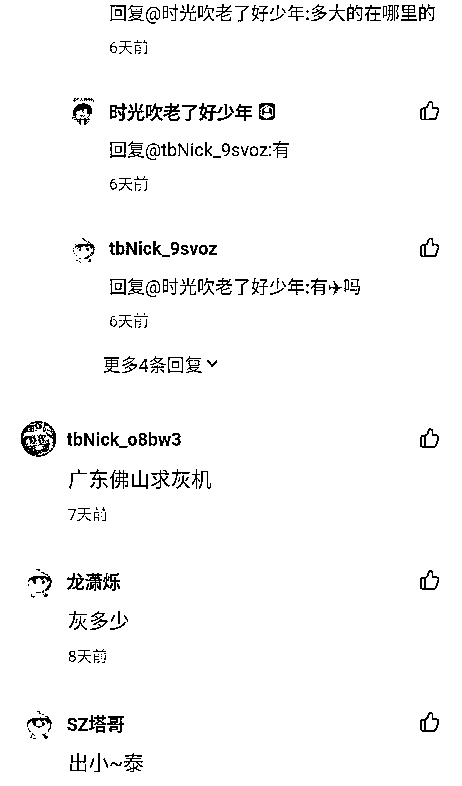 回复@时光吹老了好少年:多大的在哪里的
6天前
时光吹老了好少年
回复@tbNick_9svoz:有
6天前
tbNick_9svoz
回复@时光吹老了好少年:有✈吗
6天前
更多4条回复
tbNick_o8bw3
广东佛山求灰机
7天前
龙潇烁
灰多少
8天前
SZ塔哥
出小~泰